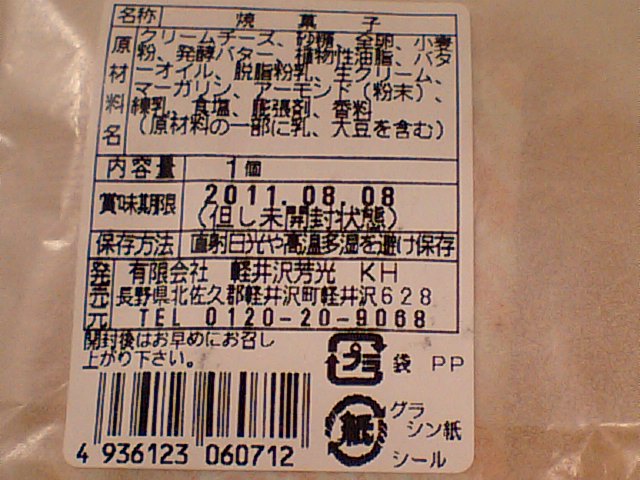 名称 焼菓子
原材料名 クリームチーズ、砂糖、全卵、小麦
粉、発酵バター、植物性油脂、バタ
ーオイル、脱脂粉乳、生クリーム、
マーガリン、アーモンド(粉末)、
練乳、食塩、膨張剤、香料
(原材料の一部に乳、大豆を含む)
内容量 1個
賞味期限 2011.08.08
(但し未開封状態)
保存方法 直射日光や高温多湿を避け保存
発売元 有限会社 軽井沢芳光 KH
長野県北佐久郡軽井沢町軽井沢628
TEL 0120-20-9068
開封後はお早めにお召し
上がり下さい。
プラ 袋 PP
紙 グラ
シン紙
シール
4 936123 060712